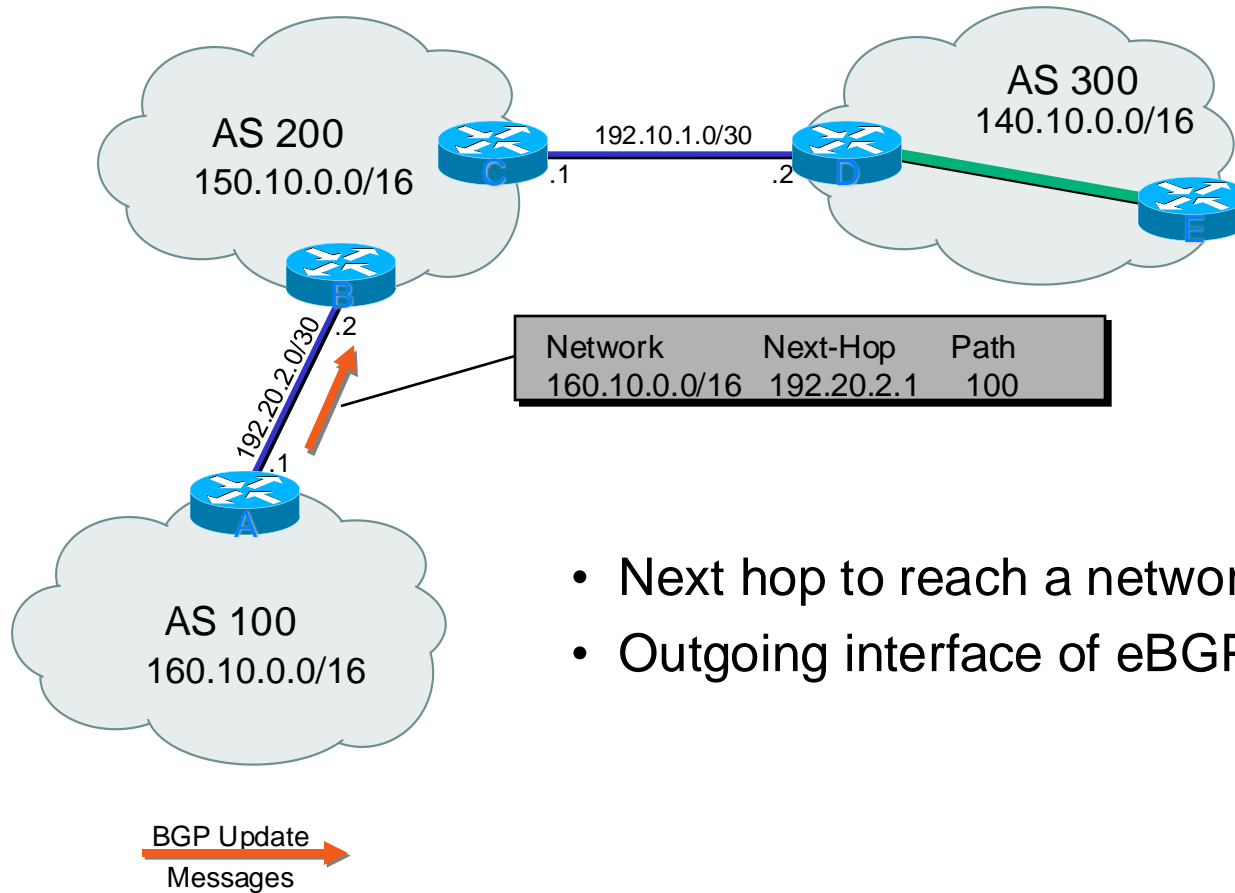 AS 300
140.10.0.0/16
AS 200
150.10.0.0/16
192.10.1.0/30
C
.1
.2
D
E
B
.2
192.20.2.0/30
Network Next-Hop Path
160.10.0.0/16 192.20.2.1 100
.1
A
AS 100
160.10.0.0/16
• Next hop to reach a
• Outgoing interface of
BGP Update
Messages